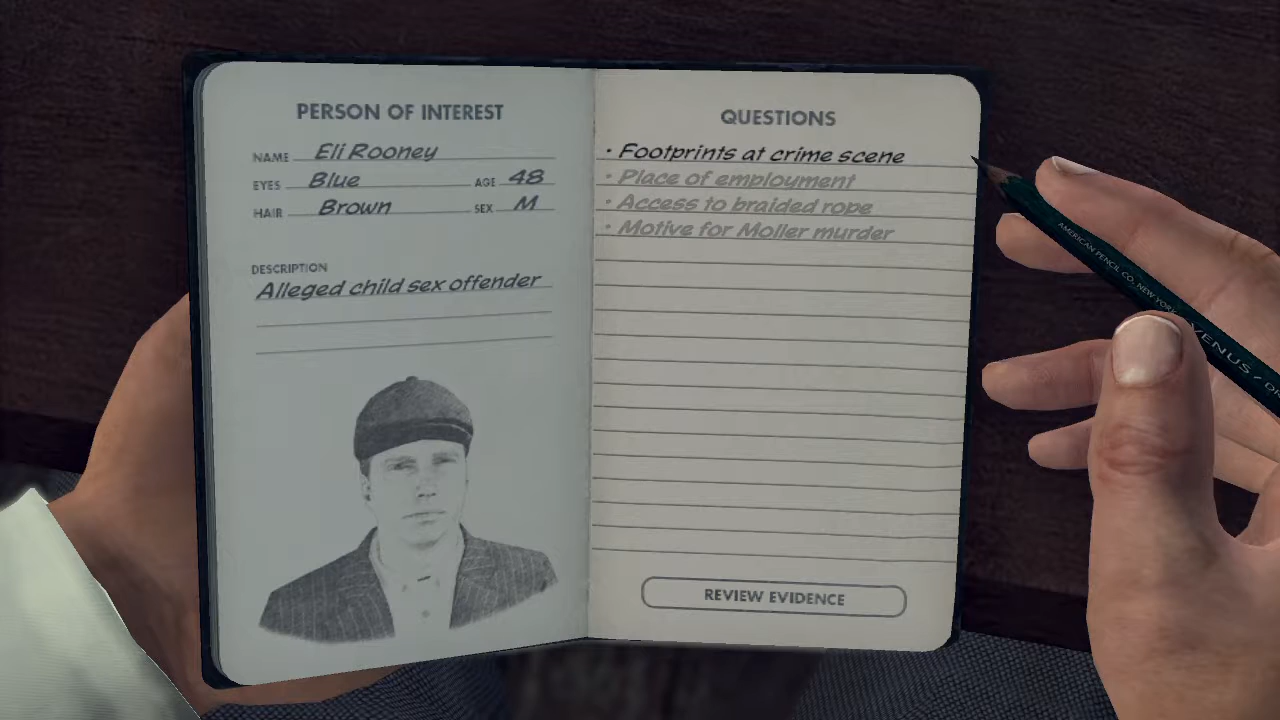 PERSON OF INTEREST
NAME Eli Rooney
EYES Blue AGE 48
HAIR Brown SEX M
DESCRIPTION
Alleged child sex offender
QUESTIONS
• Footprints at crime scene
• Place of employment
• Access to braided rope
• Motive for Moller murder
REVIEW EVIDENCE
AMERICAN PENCIL CO. NEW YORK VENUS